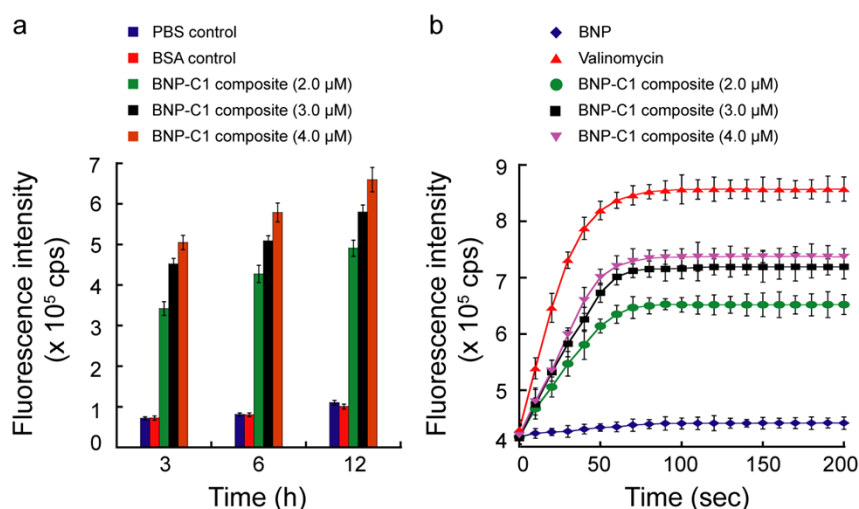 a
PBS control
BSA control
BNP-C1 composite (2.0 µM)
BNP-C1 composite (3.0 µM)
BNP-C1 composite (4.0 µM)
Fluorescence intensity
(x 10⁵ cps)
7
6
5
4
3
2
1
0
3 6 12
Time (h)
b
BNP
Valinomycin
BNP-C1 composite (2.0 µM)
BNP-C1 composite (3.0 µM)
BNP-C1 composite (4.0 µM)
Fluorescence intensity
(x 10⁵ cps)
9
8
7
6
5
4
0 50 100 150 200
Time (sec)